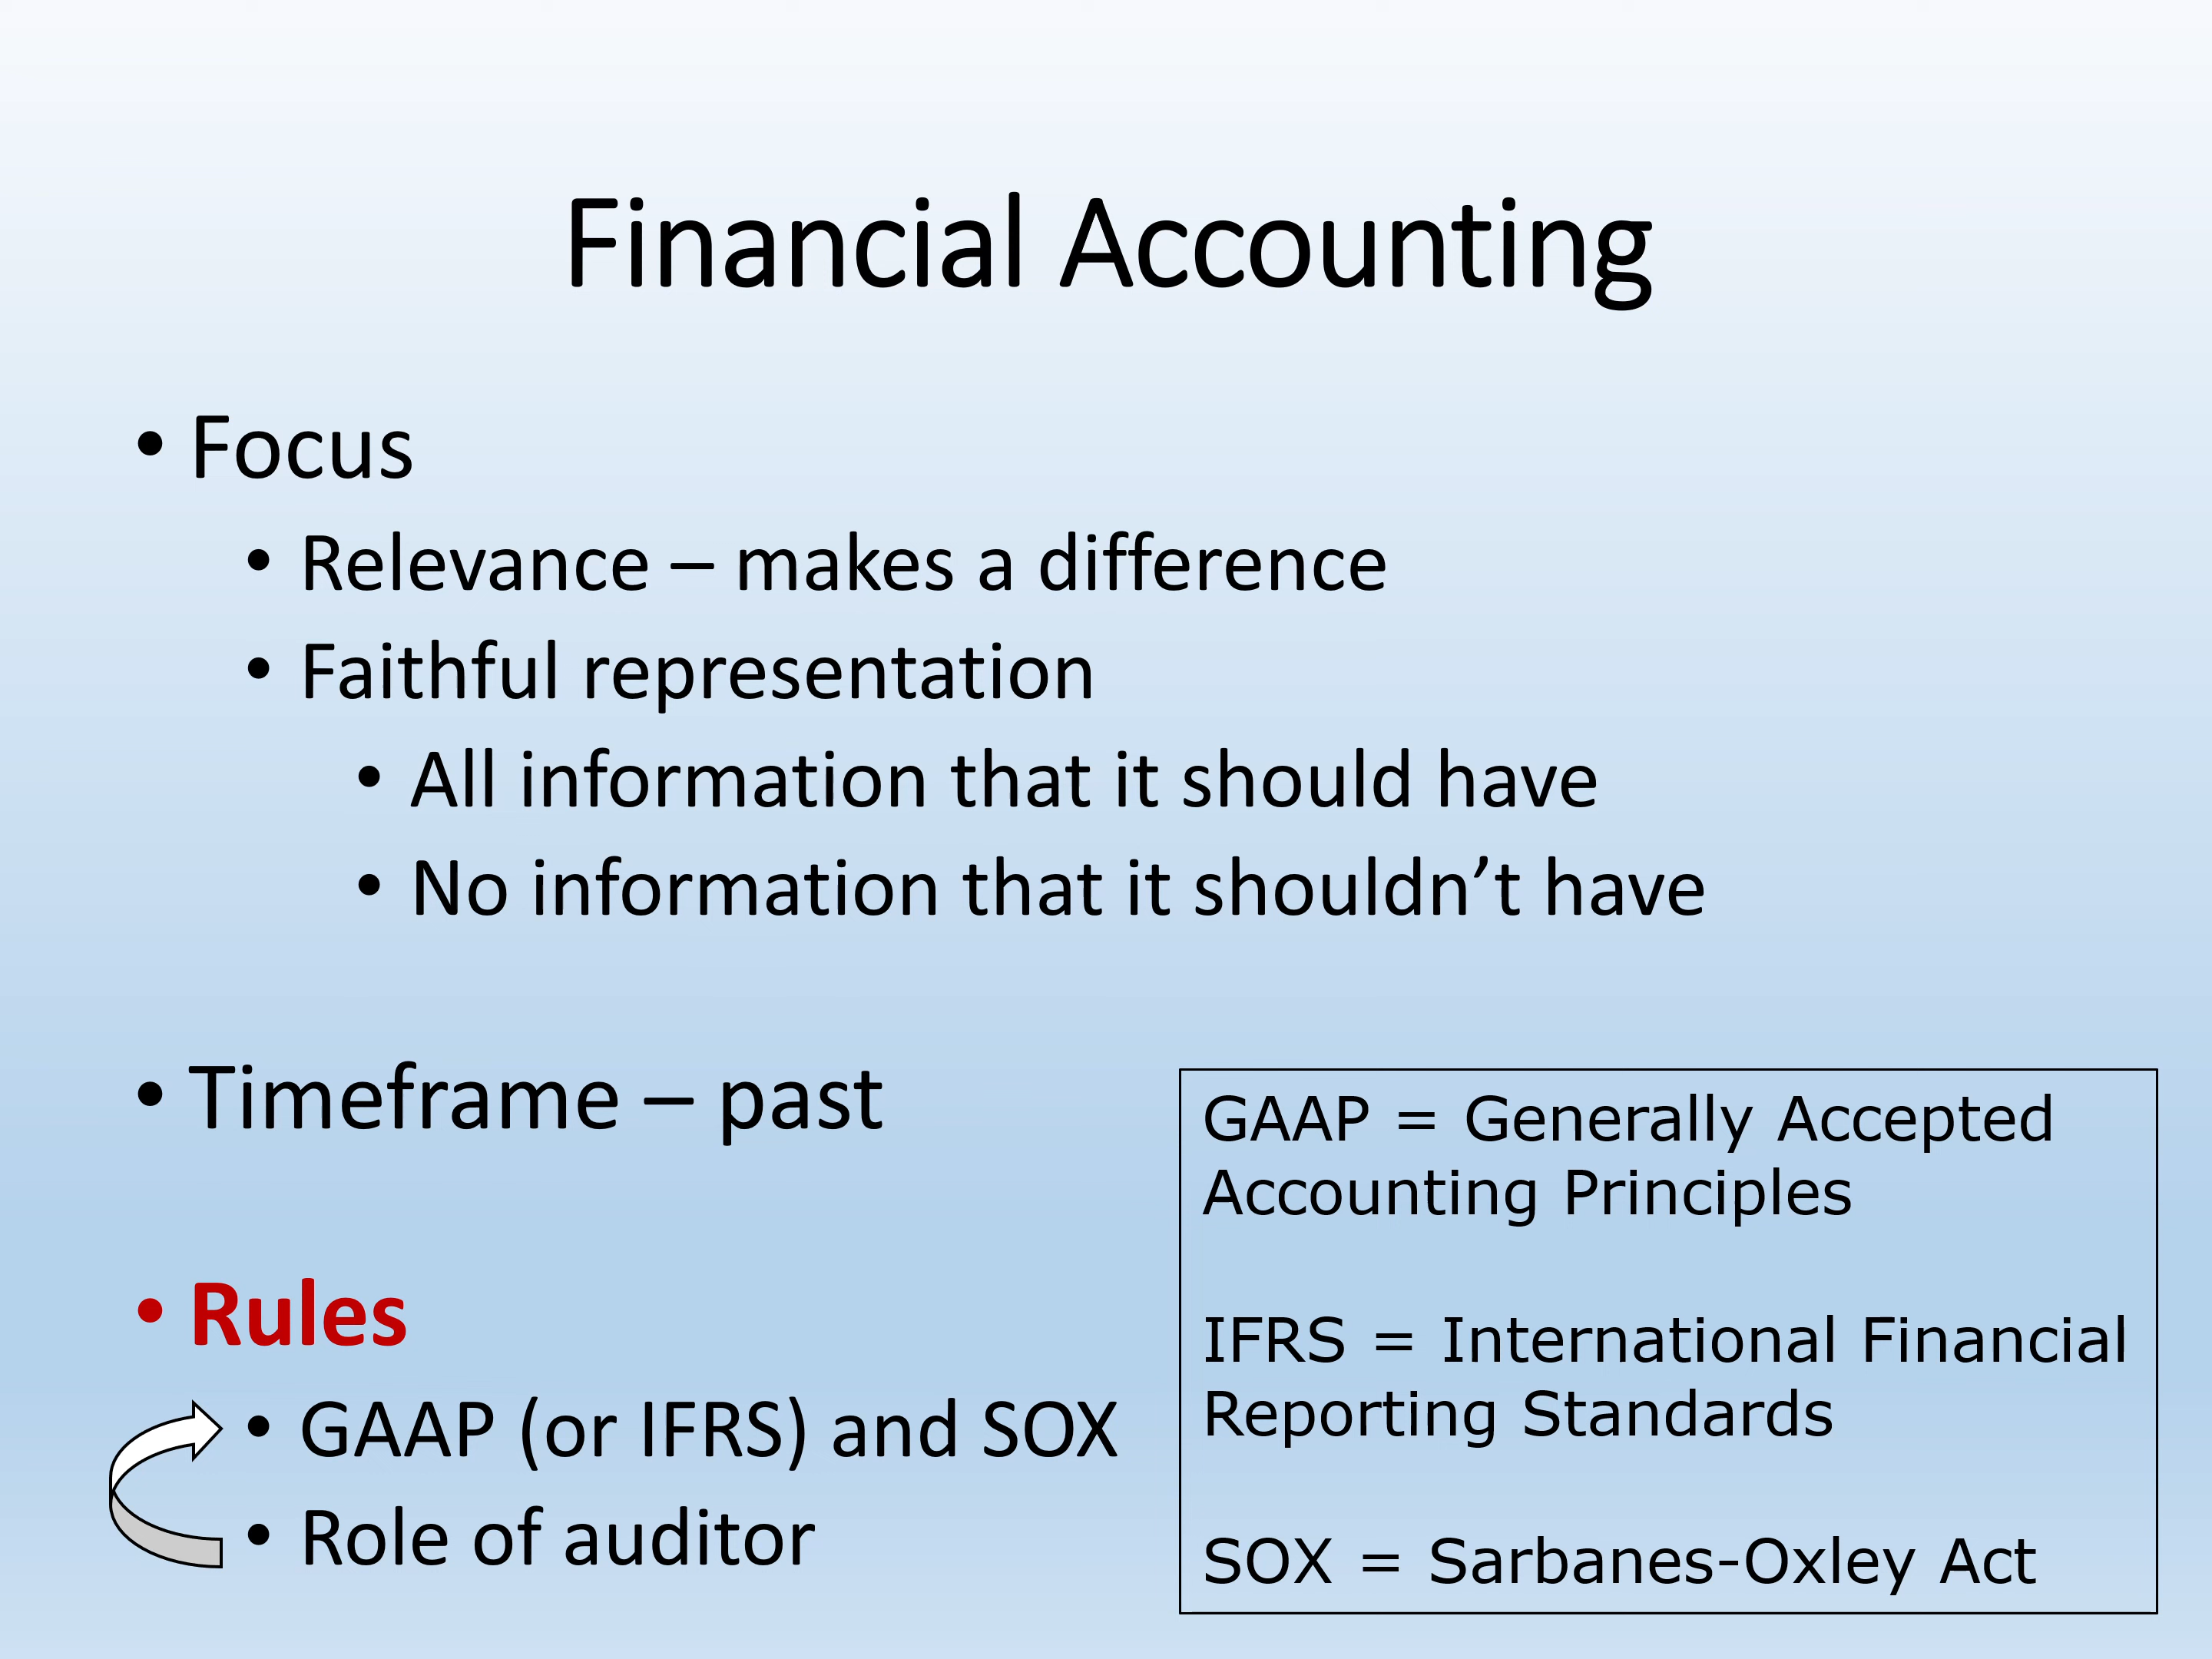 Financial Accounting
• Focus
• Relevance – makes a difference
• Faithful representation
• All information that it should have
• No information that it shouldn’t have
• Timeframe – past
• Rules
• GAAP (or IFRS) and SOX
• Role of auditor
GAAP = Generally Accepted
Accounting Principles
IFRS = International Financial
Reporting Standards
SOX = Sarbanes-Oxley Act